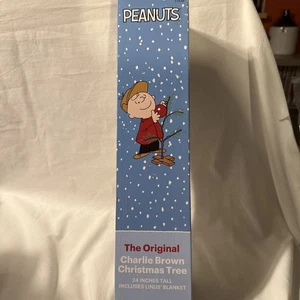 PEANUTS
The Original
Charlie Brown
Christmas Tree
24 INCHES TALL
INCLUDES LINUS' BLANKET